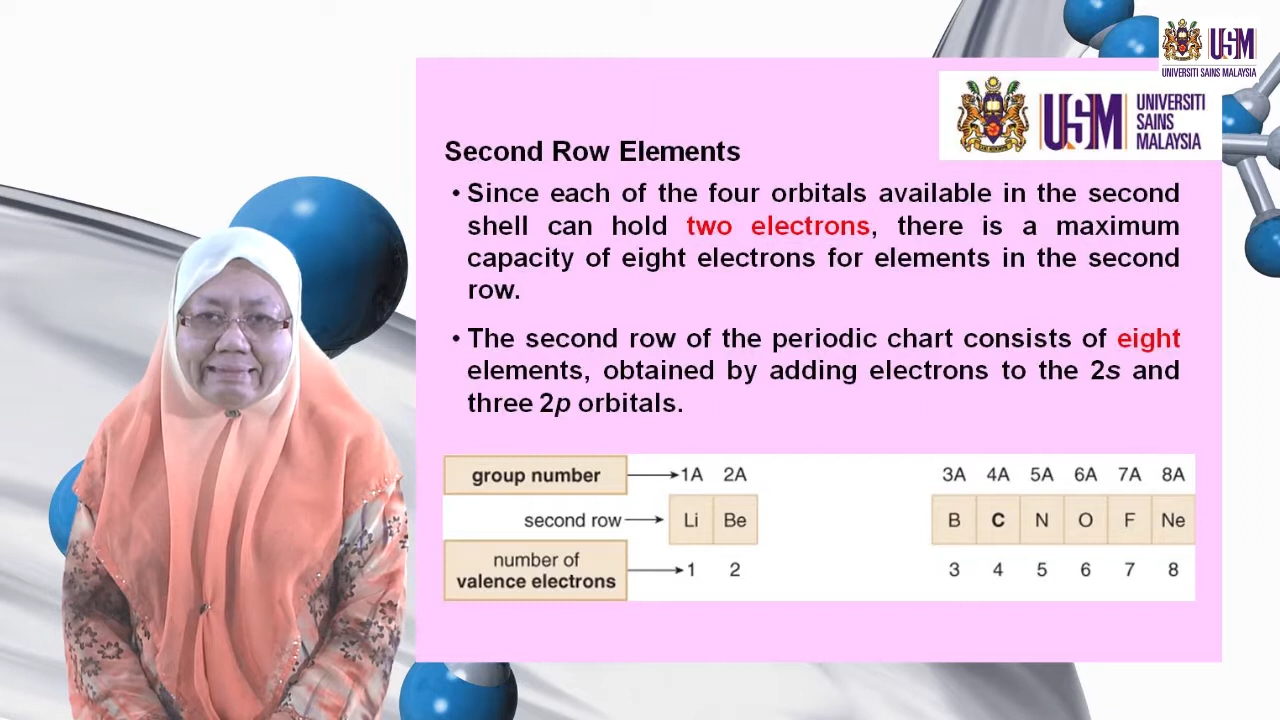 USM
UNIVERSITI SAINS MALAYSIA
USM
UNIVERSITI
SAINS
MALAYSIA
Second Row Elements
• Since each of the four orbitals available in the second
shell can hold two electrons, there is a maximum
capacity of eight electrons for elements in the second
row.
• The second row of the periodic chart consists of eight
elements, obtained by adding electrons to the 2s and
three 2p orbitals.
group number 1A 2A 3A 4A 5A 6A 7A 8A
second row Li Be B C N O F Ne
number of
valence electrons 1 2 3 4 5 6 7 8